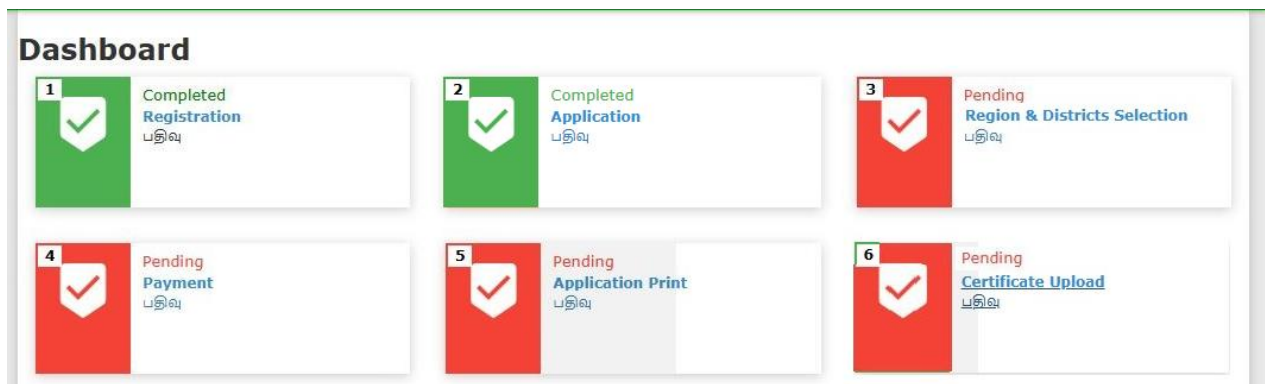 Dashboard
1
Completed
Registration
பதிவு
2
Completed
Application
பதிவு
3
Pending
Region & Districts Selection
பதிவு
4
Pending
Payment
பதிவு
5
Pending
Application Print
பதிவு
6
Pending
Certificate Upload
பதிவு